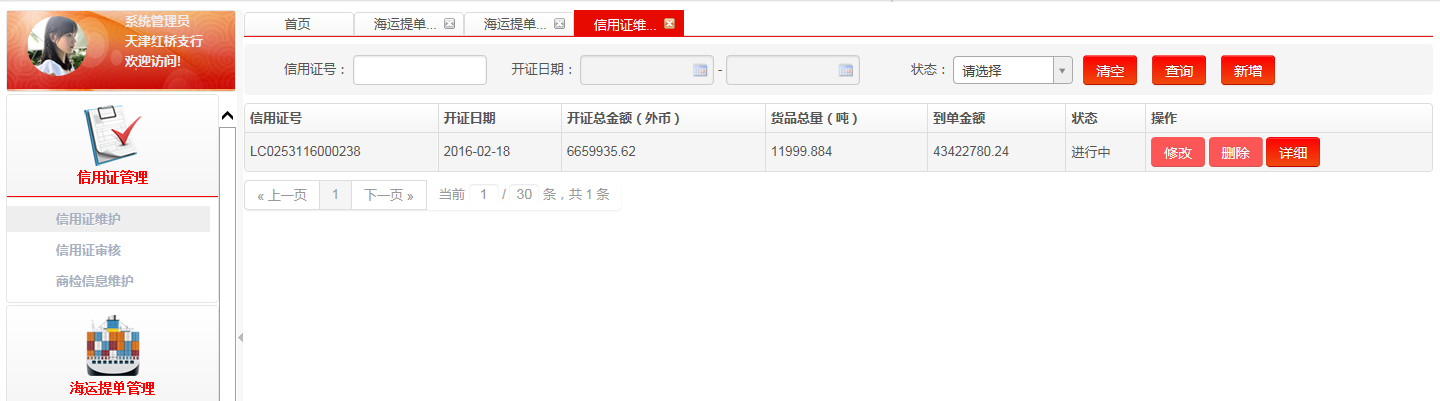 系统管理员
天津红桥支行
欢迎访问!
信用证管理
信用证维护
信用证审核
商检信息维护
海运提单管理
首页 海运提单... 海运提单... 信用证维...
信用证号： 开证日期： - 状态： 请选择 清空 查询 新增
信用证号 开证日期 开证总金额（外币） 货品总量（吨） 到单金额 状态 操作
LC0253116000238 2016-02-18 6659935.62 11999.884 43422780.24 进行中 修改 删除 详细
« 上一页 1 下一页 » 当前 1 / 30 条，共 1 条